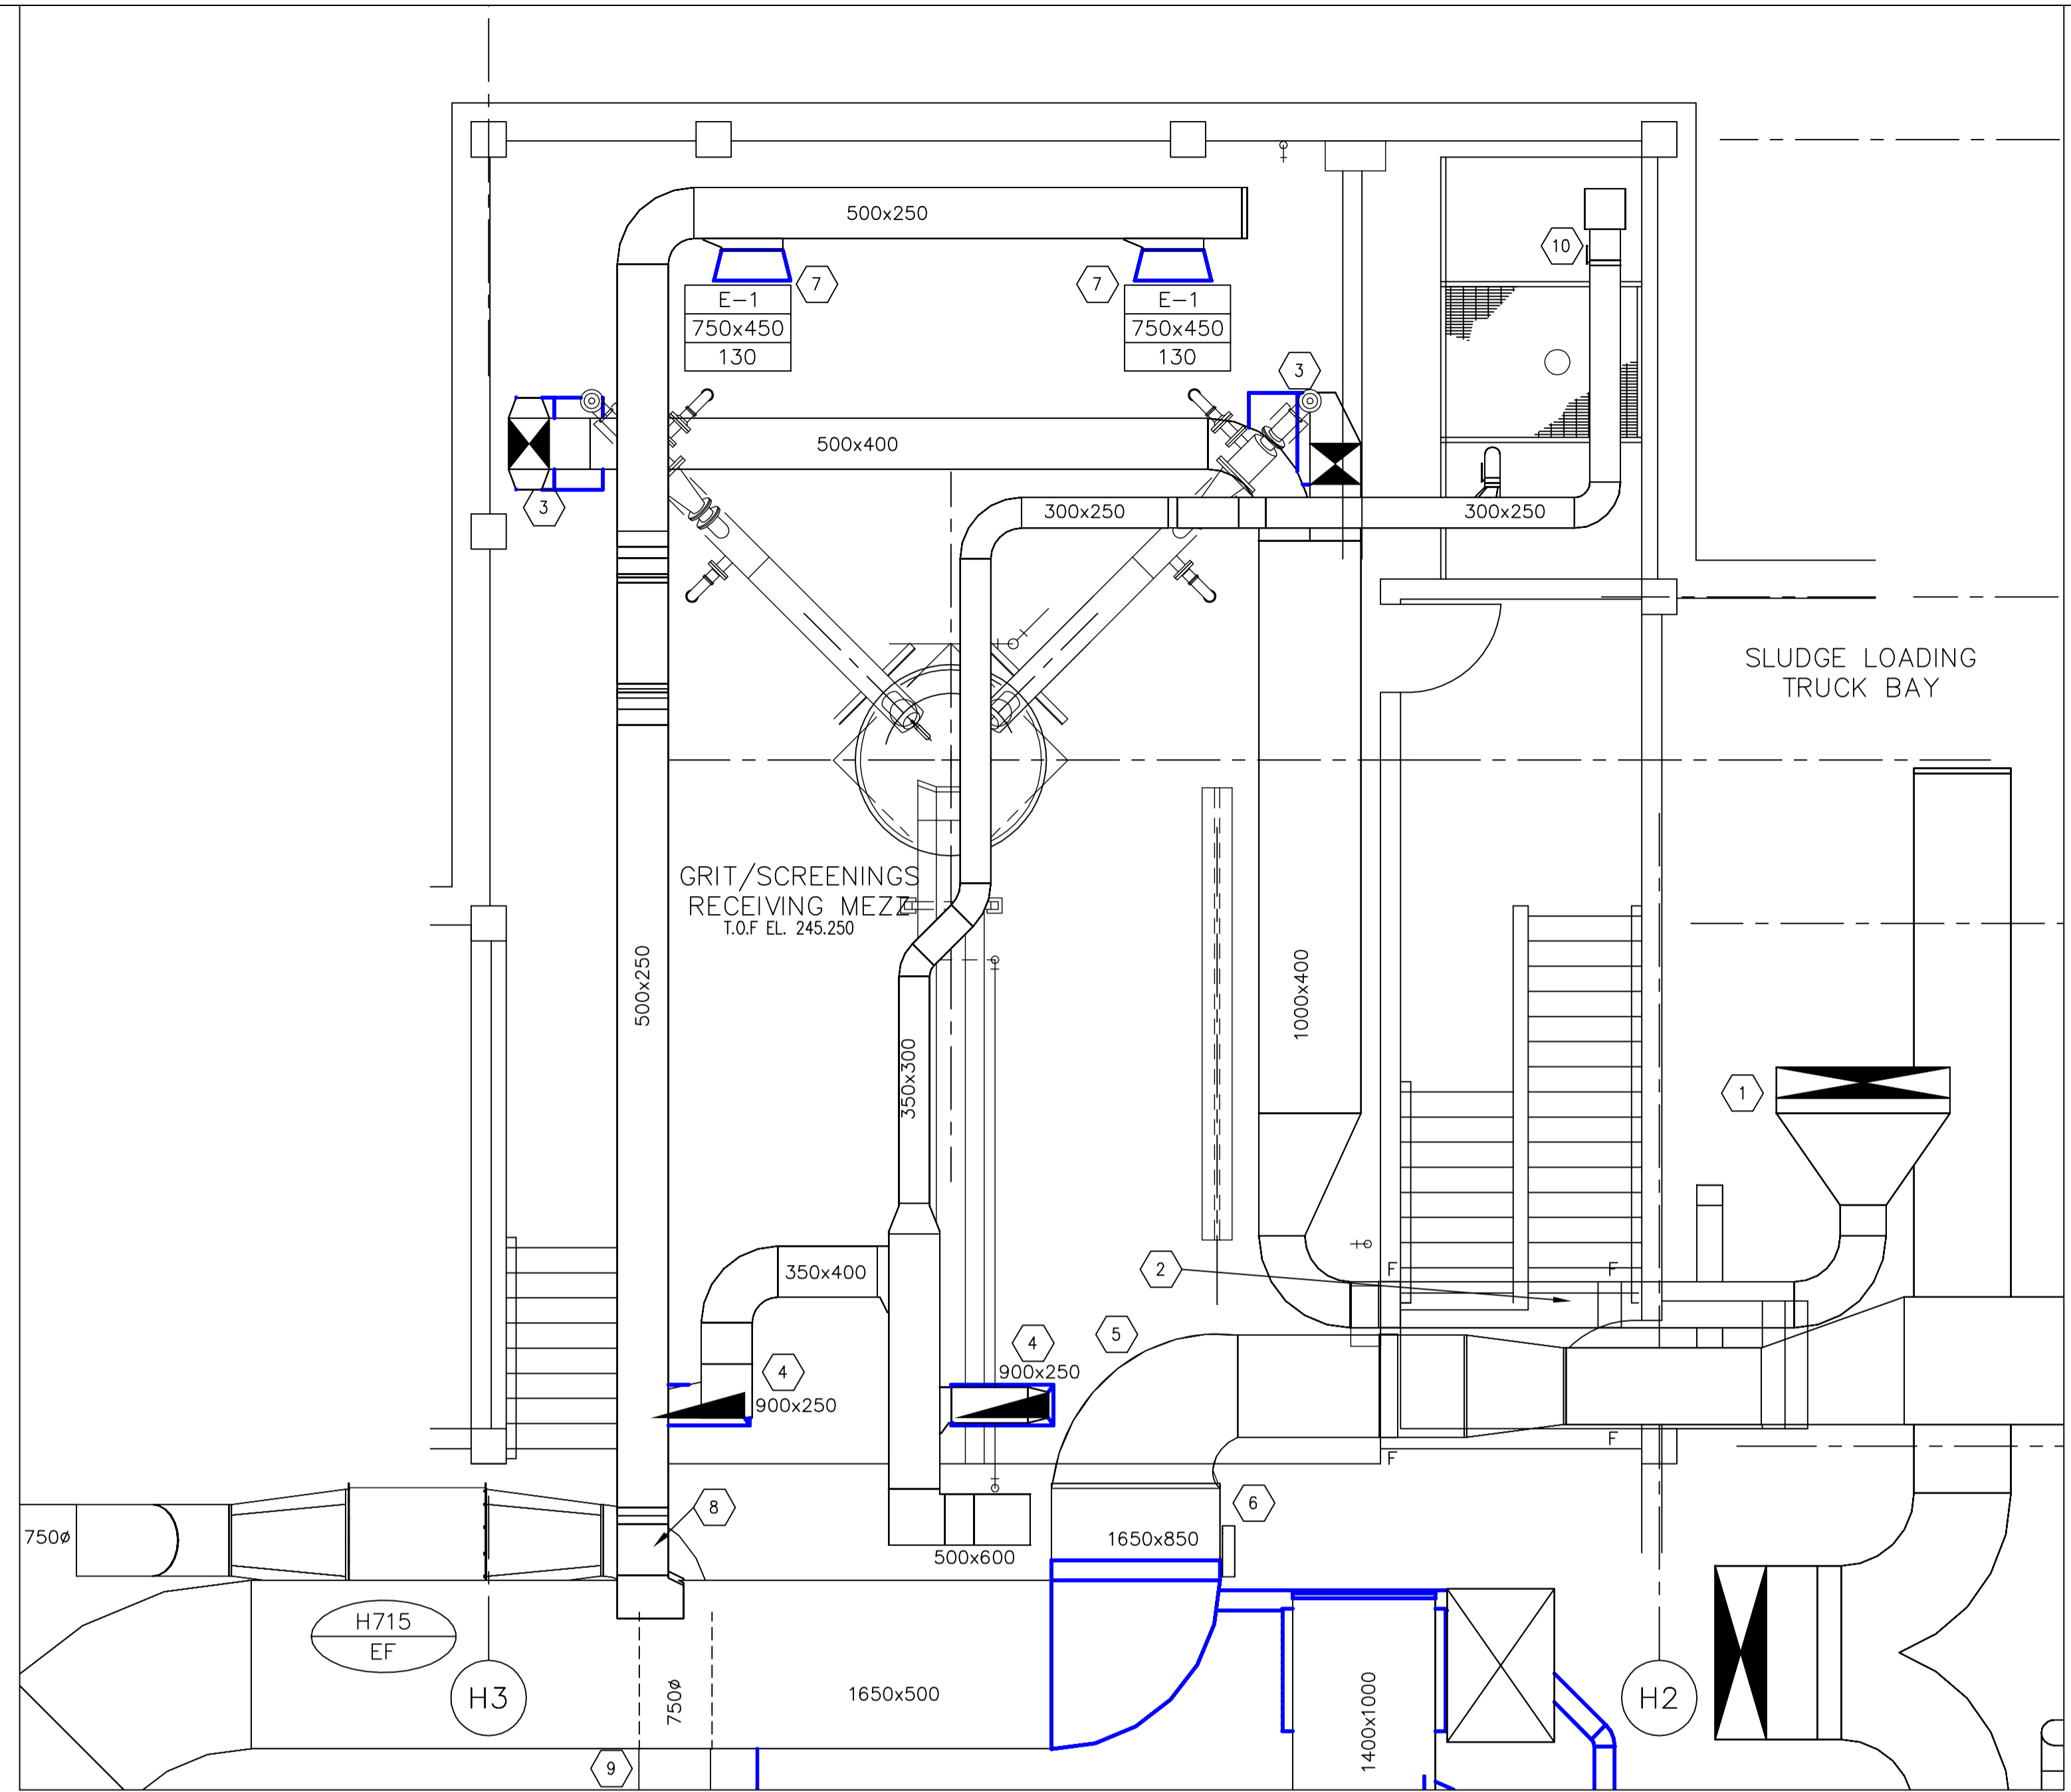 500x250
10
7
7
E-1
750x450
130
E-1
750x450
130
3
500x400
3
300x250
300x250
SLUDGE LOADING
TRUCK BAY
GRIT/SCREENINGS
RECEIVING MEZZ
T.O.F EL. 245.250
500x250
1000x400
350x300
1
2
F
F
350x400
5
4
900x250
4
900x250
F
F
8
6
750ø
1650x850
500x600
H715
EF
H3
750ø
1650x500
1400x1000
H2
9